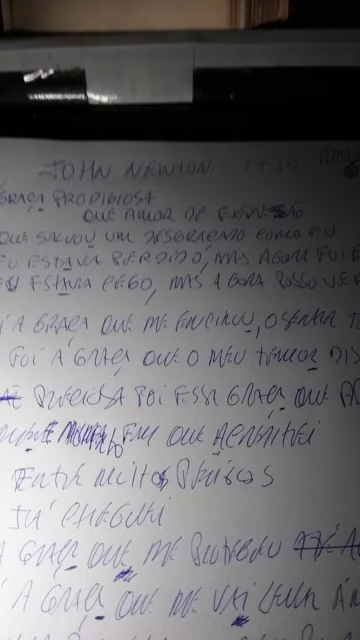 JOHN NEWTON
GRAÇA PRODIGIOSA
QUE AMOR DE EXPRESSÃO
QUE SALVOU UM DESGRAÇADO COMO EU
EU ESTAVA PERDIDO, MAS AGORA FUI E
EU ESTAVA CEGO, MAS AGORA POSSO VER
A GRAÇA QUE ME ENSINOU, O SENHOR
FOI A GRAÇA QUE O MEU TEMOR DIS
PRECIOSA FOI ESSA GRAÇA QUE
EM QUE ACREDITEI
ENTRE MUITOS PERIGOS
JÁ CHEGUEI
A GRAÇA QUE ME PROTEGEU
A GRAÇA QUE ME VAI LEVAR